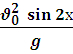 ϑ₀² sin 2x
g